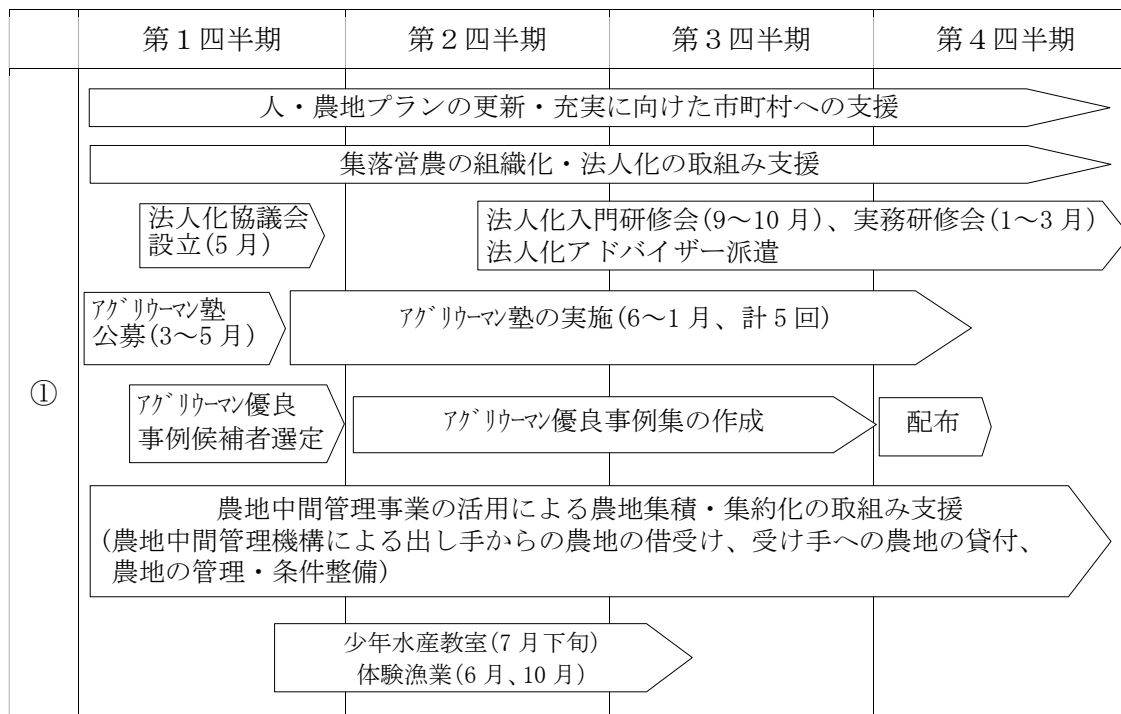 第１四半期 第２四半期 第３四半期 第４四半期
①
人・農地プランの更新・充実に向けた市町村への支援
集落営農の組織化・法人化の取組み支援
法人化協議会
設立(5月)
法人化入門研修会(9～10月)、実務研修会(1～3月)
法人化アドバイザー派遣
ｱｸﾞﾘｳｰﾏﾝ塾
公募(3～5月)
ｱｸﾞﾘｳｰﾏﾝ塾の実施(6～1月、計5回)
ｱｸﾞﾘｳｰﾏﾝ優良
事例候補者選定
ｱｸﾞﾘｳｰﾏﾝ優良事例集の作成
配布
農地中間管理事業の活用による農地集積・集約化の取組み支援
(農地中間管理機構による出し手からの農地の借受け、受け手への農地の貸付、
農地の管理・条件整備)
少年水産教室(7月下旬)
体験漁業(6月、10月)